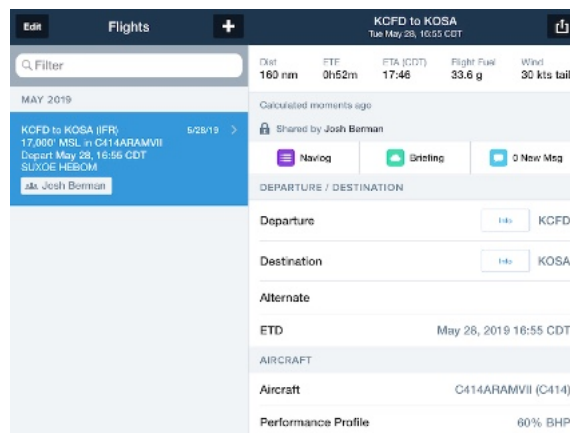 Edit
Flights
+
KCFD to KOSA
Tue May 28, 16:55 CDT
Filter
MAY 2019
KCFD to KOSA (IFR) 5/28/19
17,000' MSL in C414ARAMVII
Depart May 28, 16:55 CDT
SUXOE HEBOM
Josh Berman
Dist ETE ETA (CDT) Flight Fuel Wind
160 nm 0h52m 17:46 33.6 g 30 kts tail
Calculated moments ago
Shared by Josh Berman
Navlog Briefing 0 New Msg
DEPARTURE / DESTINATION
Departure Info KCFD
Destination Info KOSA
Alternate
ETD May 28, 2019 16:55 CDT
AIRCRAFT
Aircraft C414ARAMVII (C414)
Performance Profile 60% BHP